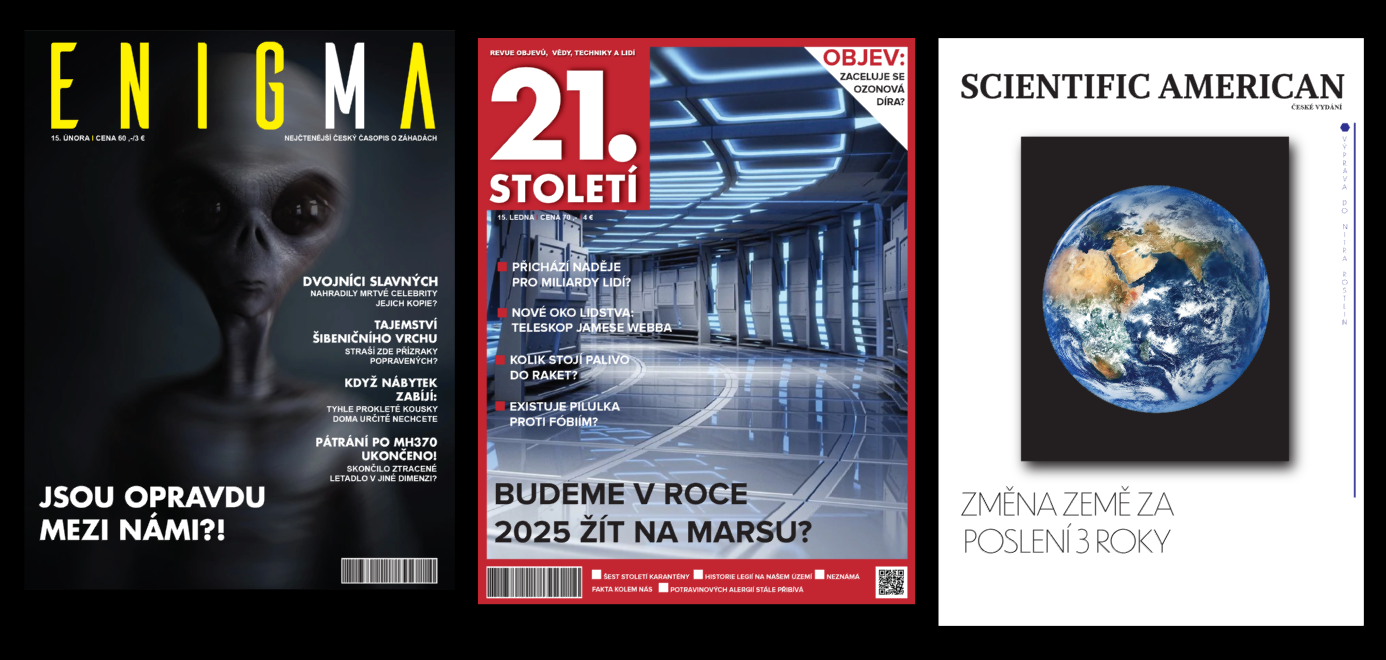 ENIGMA
15. ÚNORA | CENA 60 ,-/3 €
NEJČTENĚJŠÍ ČESKÝ ČASOPIS O ZÁHADÁCH
DVOJNÍCI SLAVNÝCH
NAHRADILY MRTVÉ CELEBRITY
JEJICH KOPIE?
TAJEMSTVÍ
ŠIBENIČNÍHO VRCHU
STRAŠÍ ZDE PŘÍZRAKY
POPRAVENÝCH?
KDYŽ NÁBYTEK
ZABÍJÍ:
TYHLE PROKLETÉ KOUSKY
DOMA URČITĚ NECHCETE
PÁTRÁNÍ PO MH370
UKONČENO!
SKONČILO ZTRACENÉ
LETADLO V JINÉ DIMENZI?
JSOU OPRAVDU
MEZI NÁMI?!
REVUE OBJEVŮ, VĚDY, TECHNIKY A LIDÍ
21.
STOLETÍ
15. LEDNA CENA 70 ,- 4 €
OBJEV:
ZACELUJE SE
OZONOVÁ
DÍRA?
PŘICHÁZÍ NADĚJE
PRO MILIARDY LIDÍ?
NOVÉ OKO LIDSTVA:
TELESKOP JAMESE WEBBA
KOLIK STOJÍ PALIVO
DO RAKET?
EXISTUJE PILULKA
PROTI FÓBIÍM?
BUDEME V ROCE
2025 ŽÍT NA MARSU?
ŠEST STOLETÍ KARANTÉNY HISTORIE LEGIÍ NA NAŠEM ÚZEMÍ NEZNÁMÁ
FAKTA KOLEM NÁS POTRAVINOVÝCH ALERGIÍ STÁLE PŘIBÍVÁ
SCIENTIFIC AMERICAN
ČESKÉ VYDÁNÍ
VÝPRAVA DO NITRA ROSTLIN
ZMĚNA ZEMĚ ZA
POSLENÍ 3 ROKY